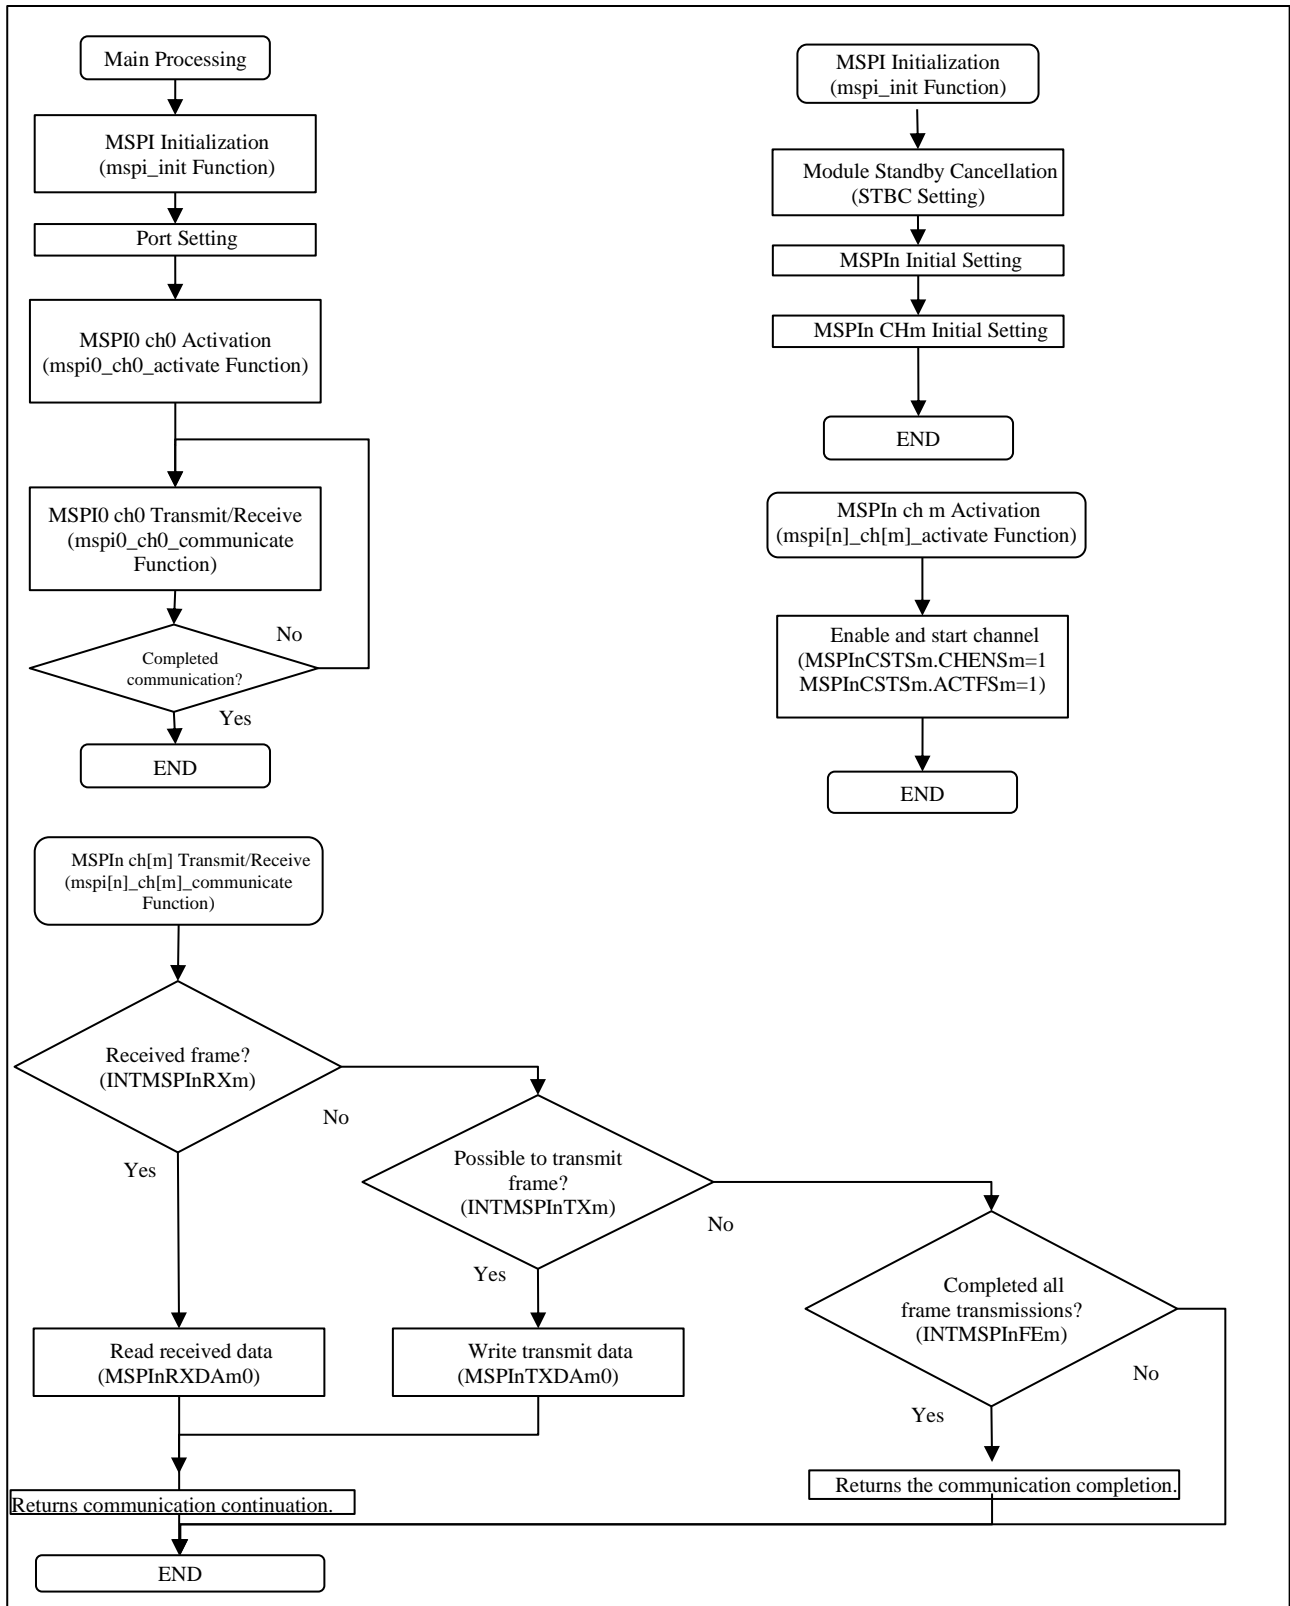 Main Processing
MSPI Initialization
(mspi_init Function)
Port Setting
MSPI0 ch0 Activation
(mspi0_ch0_activate Function)
MSPI0 ch0 Transmit/Receive
(mspi0_ch0_communicate
Function)
No
Completed
communication?
Yes
END
MSPI Initialization
(mspi_init Function)
Module Standby Cancellation
(STBC Setting)
MSPIn Initial Setting
MSPIn CHm Initial Setting
END
MSPIn ch m Activation
(mspi[n]_ch[m]_activate Function)
Enable and start channel
(MSPInCSTSm.CHENSm=1
MSPInCSTSm.ACTFSm=1)
END
MSPIn ch[m] Transmit/Receive
(mspi[n]_ch[m]_communicate
Function)
Received frame?
(INTMSPInRXm)
No
Yes
Possible to transmit
frame?
(INTMSPInTXm)
No
Yes
Completed all
frame transmissions?
(INTMSPInFEm)
No
Yes
Read received data
(MSPInRXDAm0)
Write transmit data
(MSPInTXDAm0)
Returns communication continuation.
Returns the communication completion.
END